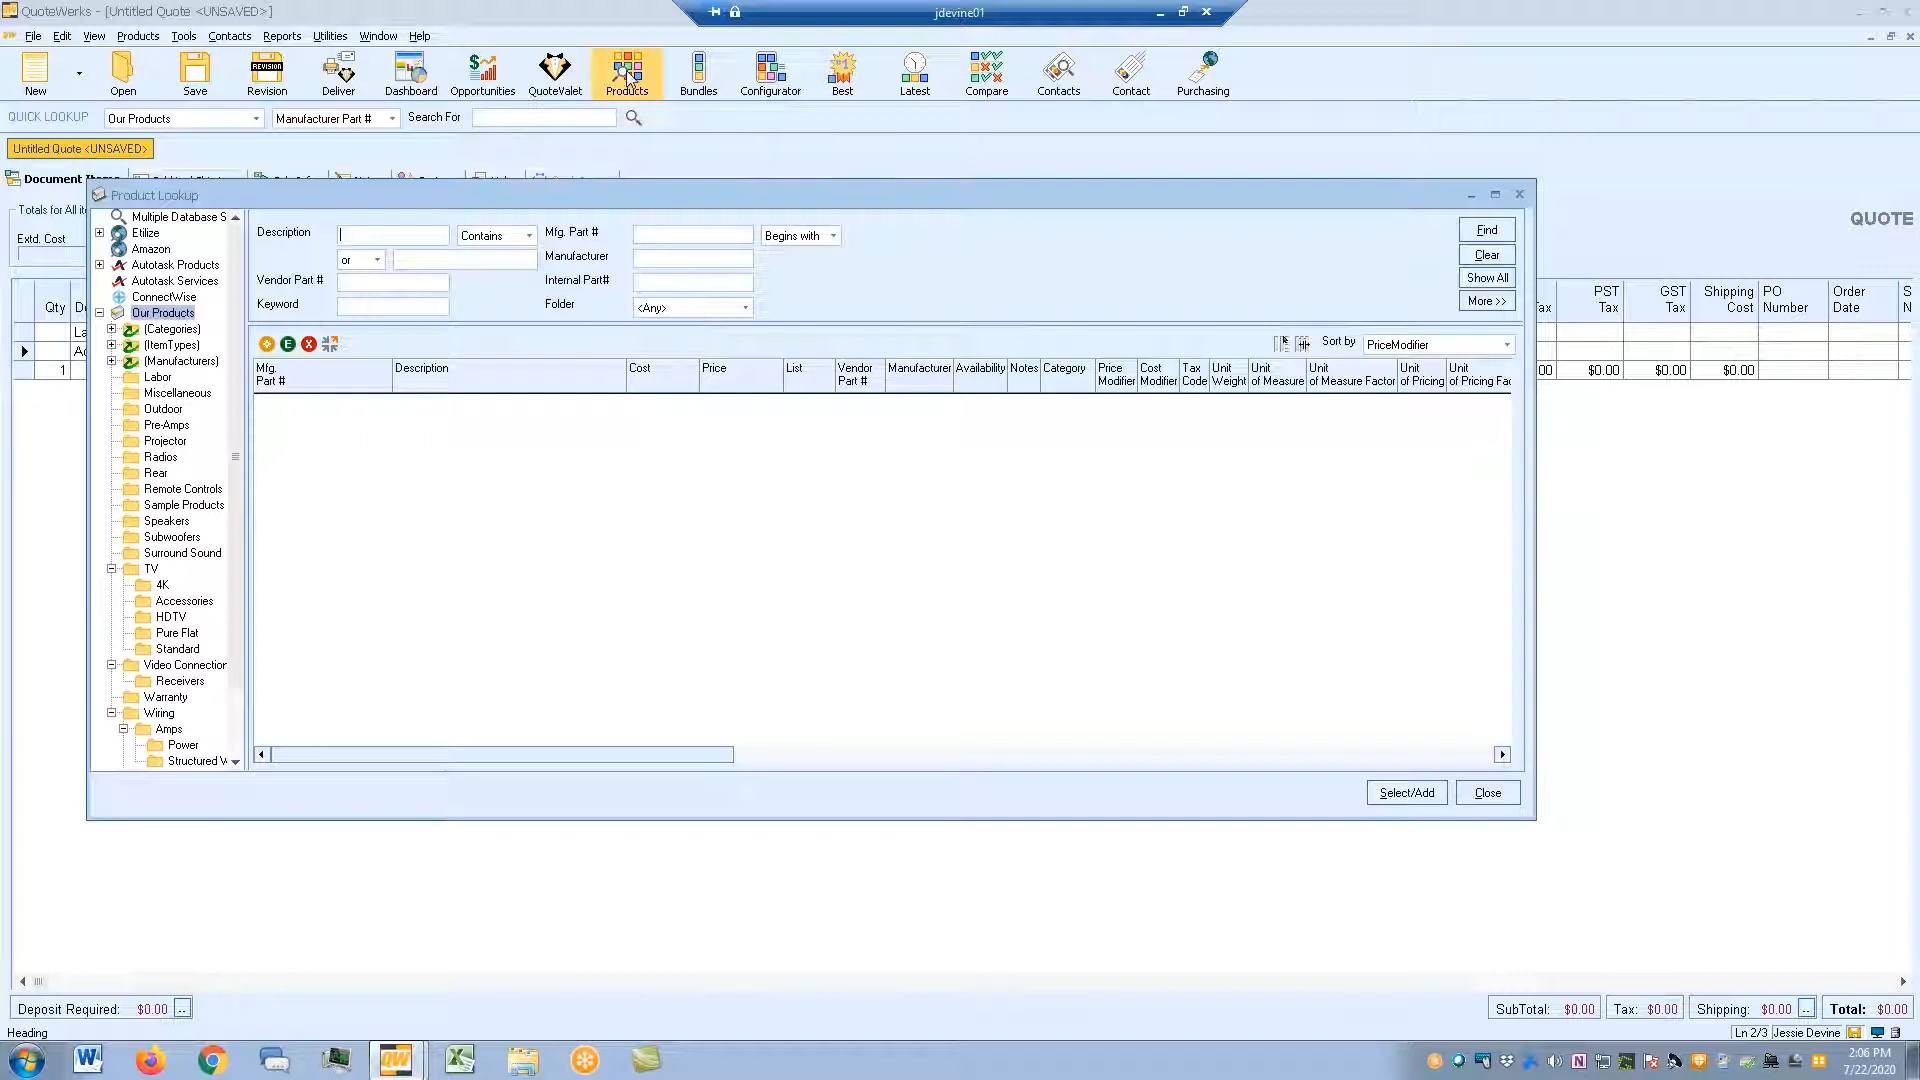 QuoteWerks - [Untitled Quote <UNSAVED>]
jdevine01
File Edit View Products Tools Contacts Reports Utilities Window Help
REVISION
$
#1
New Open Save Revision Deliver Dashboard Opportunities QuoteValet Products Bundles Configurator Best Latest Compare Contacts Contact Purchasing
QUICK LOOKUP Our Products Manufacturer Part # Search For
Untitled Quote <UNSAVED>
Document Items
Product Lookup
Totals for All
Extd. Cost
QUOTE
Multiple Database S
Etilize
Amazon
Autotask Products
Autotask Services
ConnectWise
Our Products
(Categories)
(ItemTypes)
(Manufacturers)
Labor
Miscellaneous
Outdoor
Pre-Amps
Projector
Radios
Rear
Remote Controls
Sample Products
Speakers
Subwoofers
Surround Sound
TV
4K
Accessories
HDTV
Pure Flat
Standard
Video Connection
Receivers
Warranty
Wiring
Amps
Power
Structured
Description Contains Mfg. Part # Begins with
or Manufacturer
Vendor Part # Internal Part#
Keyword Folder <Any>
Find
Clear
Show All
More >>
E X
Sort by PriceModifier
Mfg. Part # Description Cost Price List Vendor Part # Manufacturer Availability Notes Category Price Modifier Cost Modifier Tax Code Unit Weight Unit of Measure Unit of Measure Factor Unit of Pricing Unit of Pricing Fac
Select/Add Close
Qty
La
1
PST Tax GST Tax Shipping Cost PO Number Order Date S N
00 $0.00 $0.00 $0.00
Deposit Required: $0.00 ..
SubTotal: $0.00 Tax: $0.00 Shipping: $0.00 .. Total: $0.00
Heading
Ln 2/3 Jessie Devine
W QW X N
2:06 PM
7/22/2020